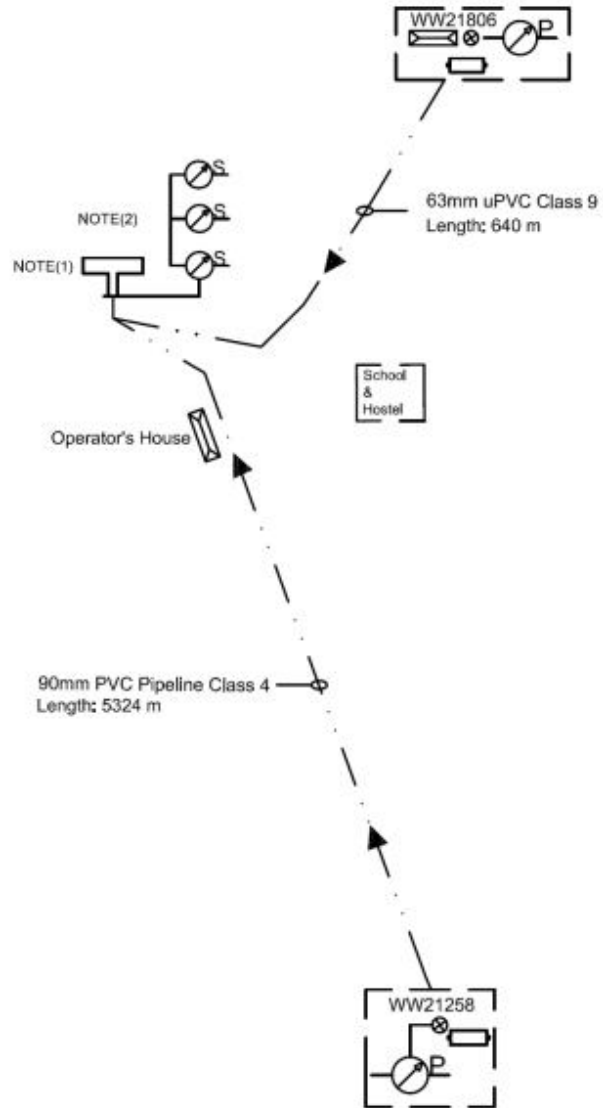 WW21806
P
S
63mm uPVC Class 9
Length: 640 m
NOTE(2)
S
NOTE(1)
S
School
&
Hostel
Operator's House
90mm PVC Pipeline Class 4
Length: 5324 m
WW21258
P